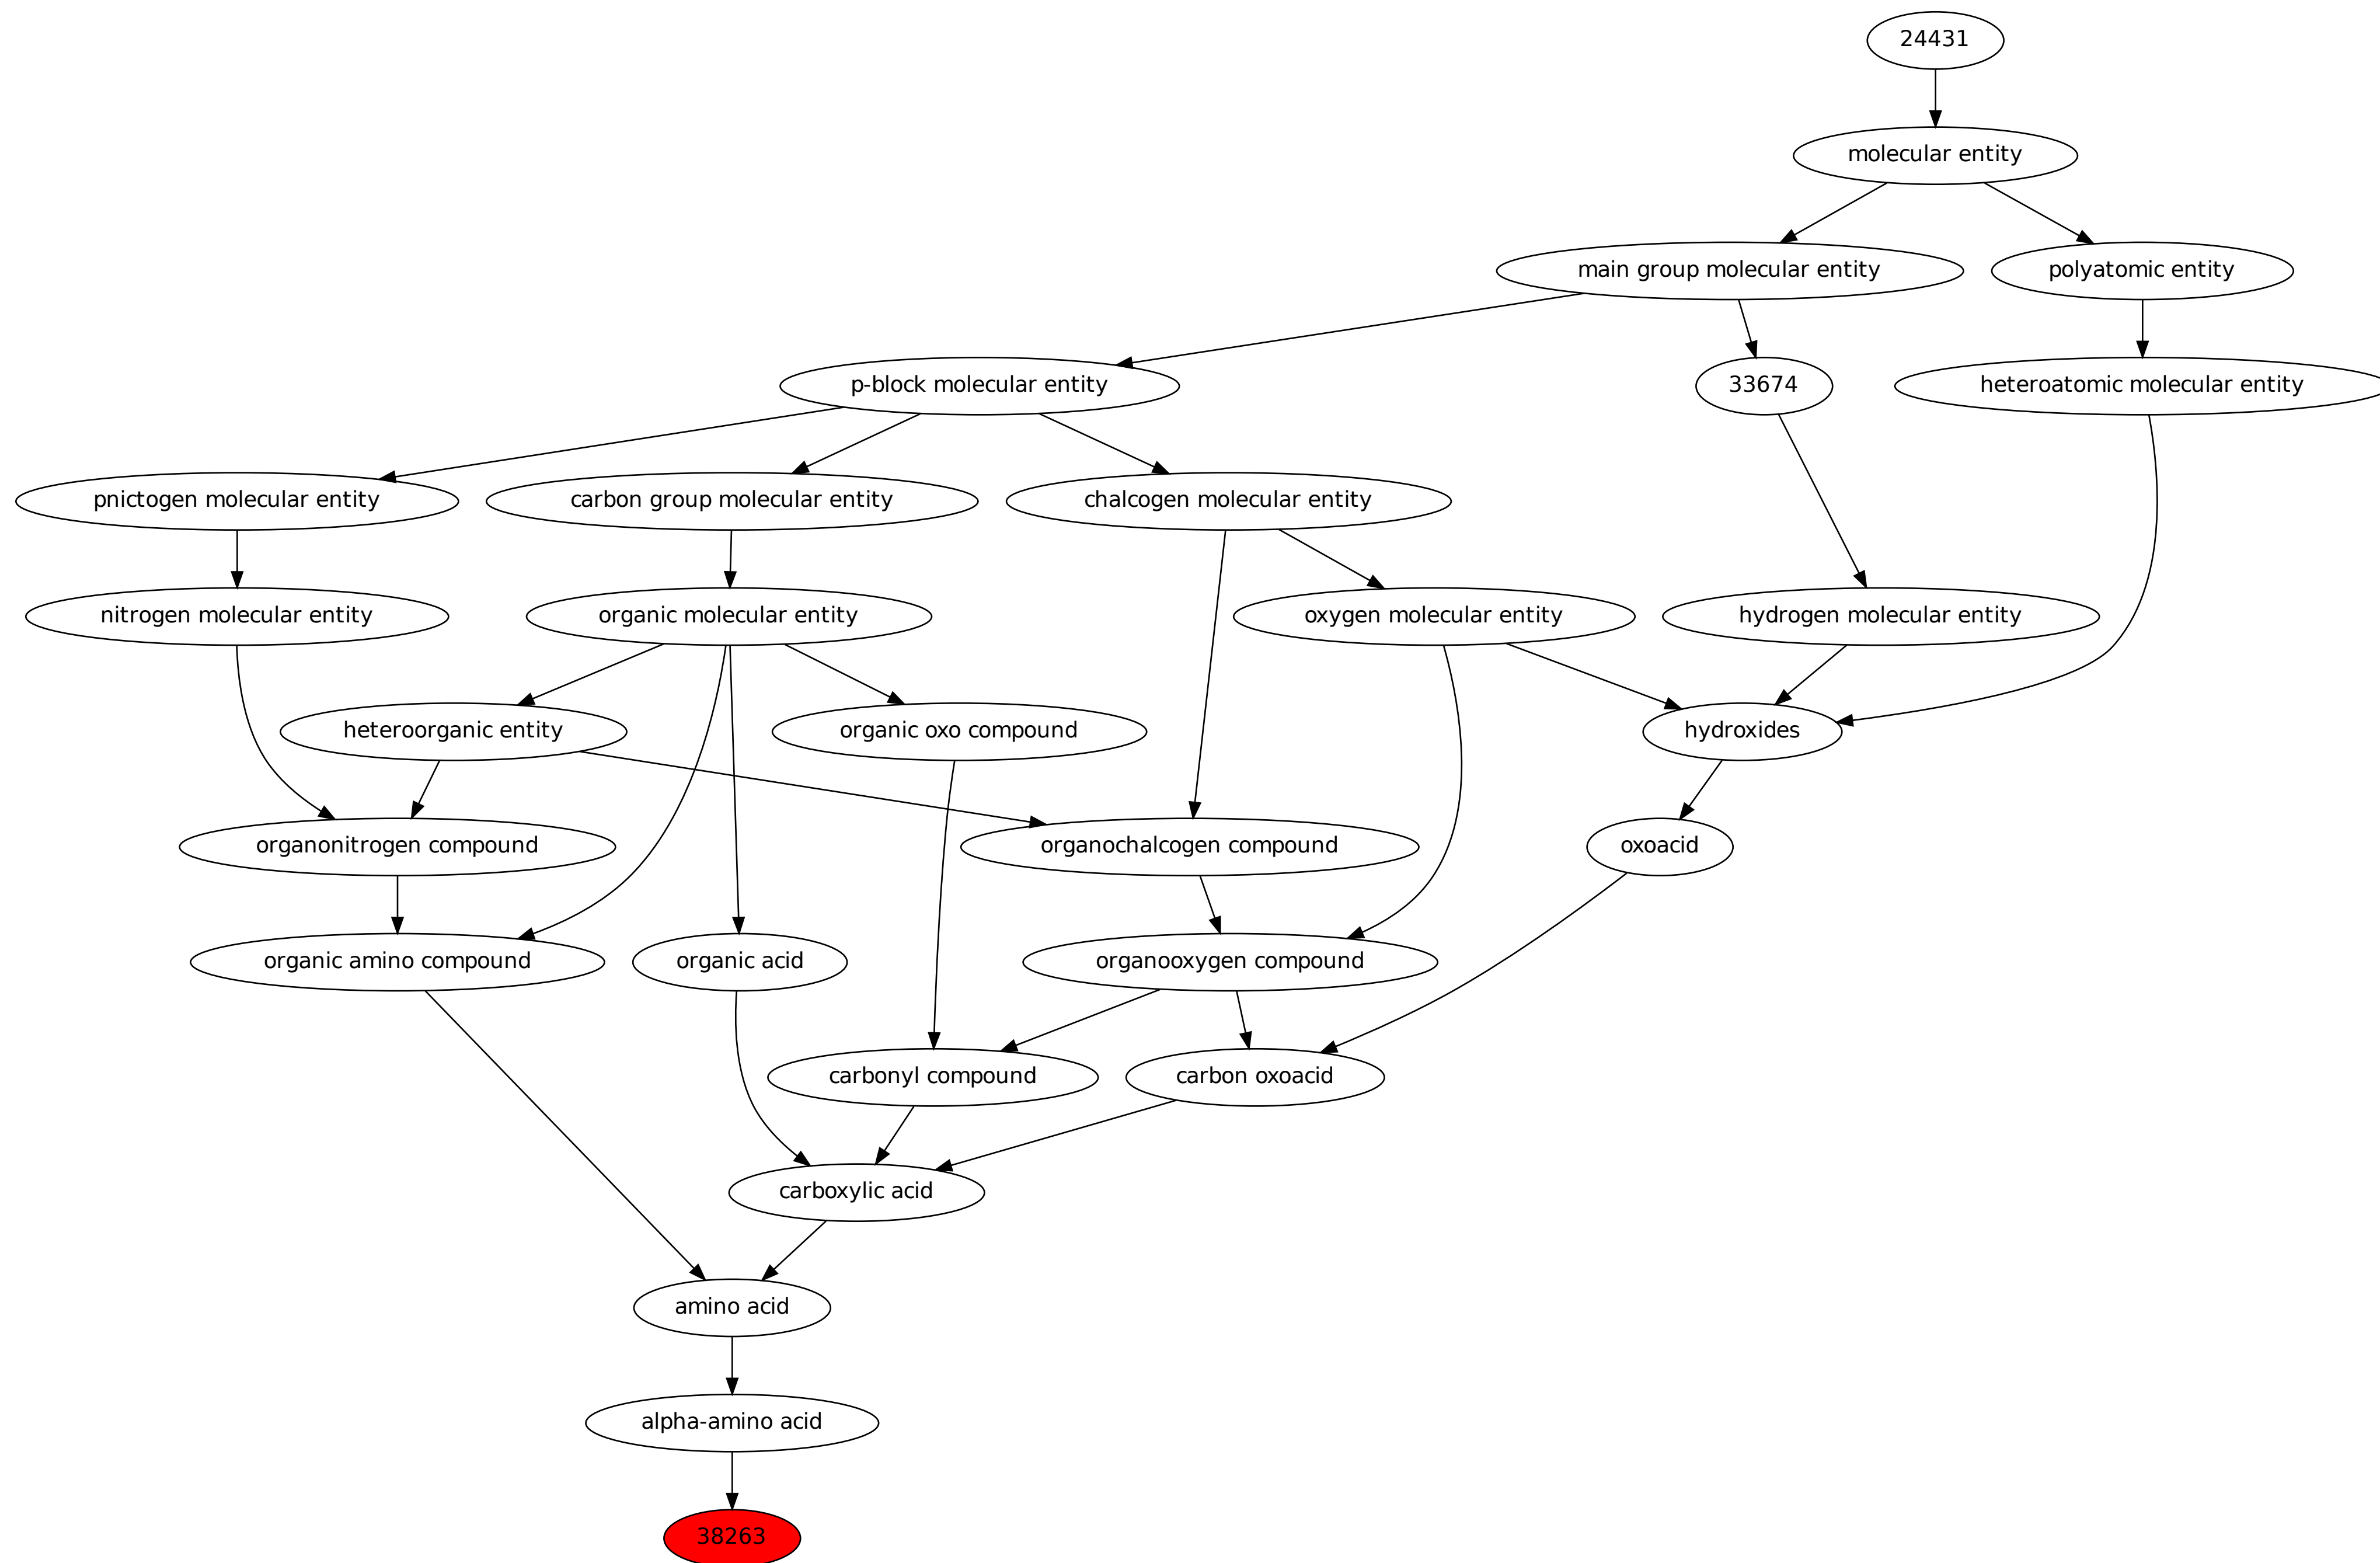 24431
molecular entity
main group molecular entity
polyatomic entity
p-block molecular entity
33674
heteroatomic molecular entity
pnictogen molecular entity
carbon group molecular entity
chalcogen molecular entity
nitrogen molecular entity
organic molecular entity
oxygen molecular entity
hydrogen molecular entity
heteroorganic entity
organic oxo compound
hydroxides
organonitrogen compound
organochalcogen compound
oxoacid
organic amino compound
organic acid
organooxygen compound
carbonyl compound
carbon oxoacid
carboxylic acid
amino acid
alpha-amino acid
38263